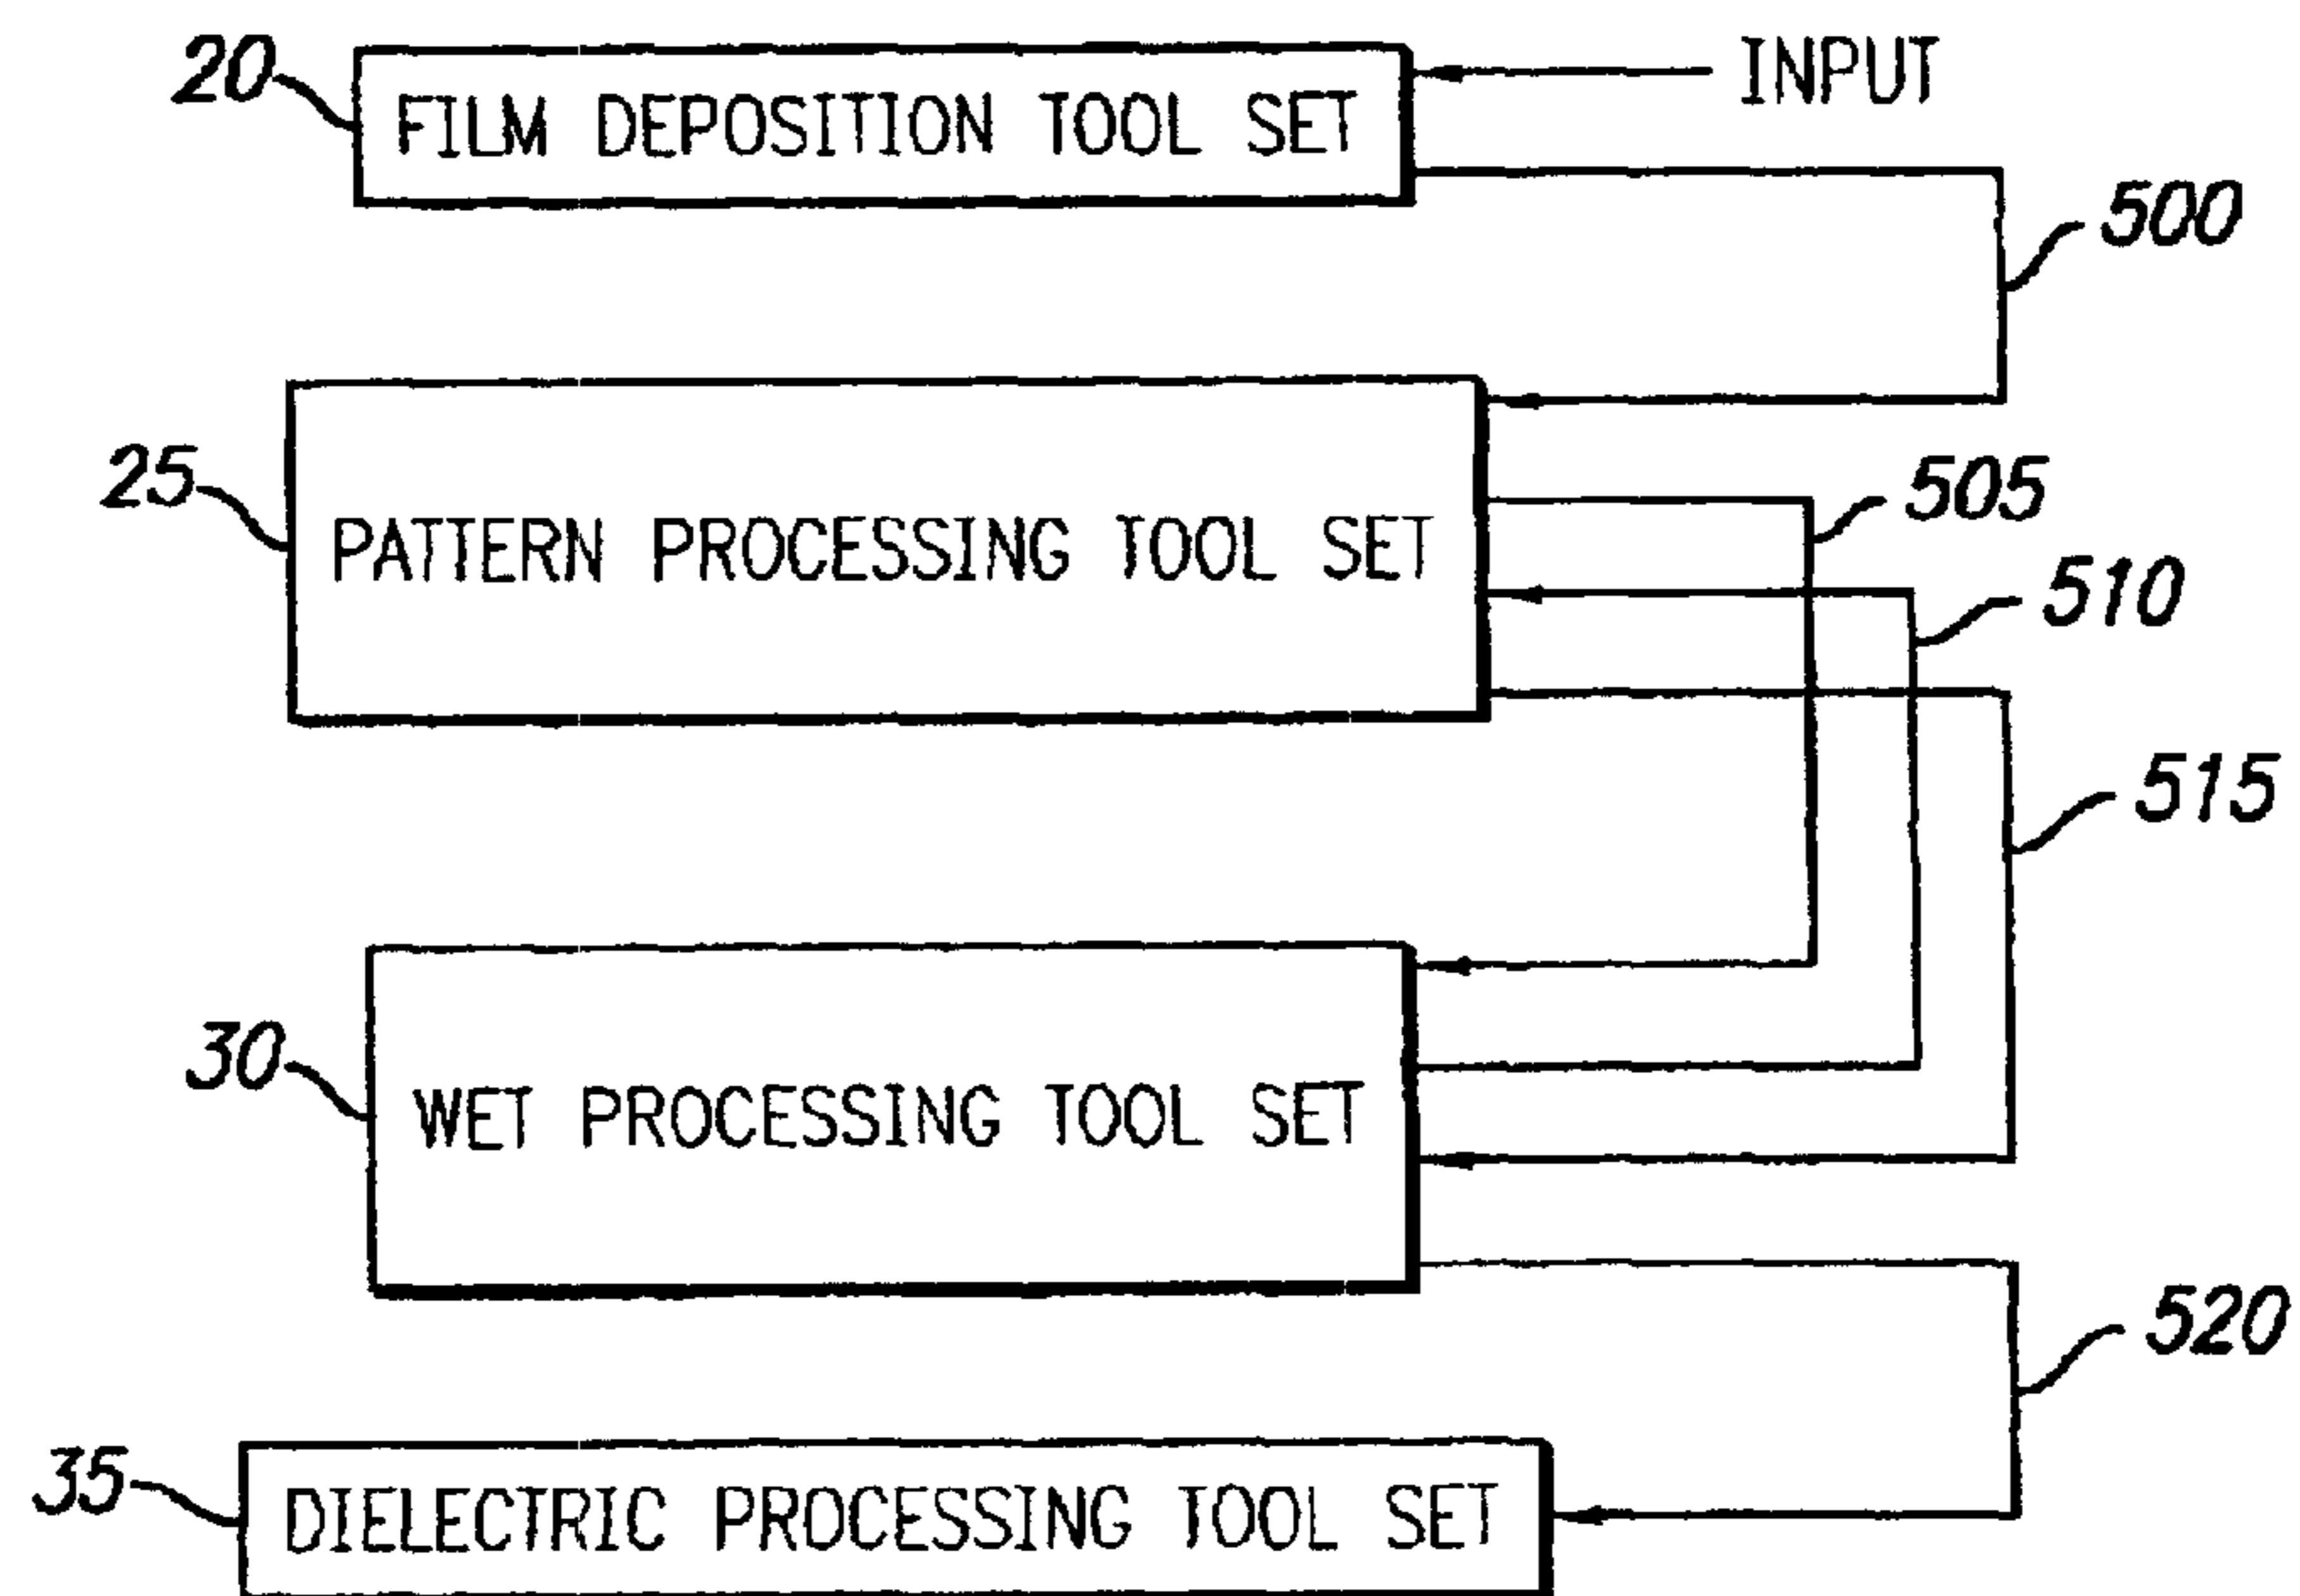 20
FILM DEPOSITION TOOL SET
INPUT
500
25
PATTERN PROCESSING TOOL SET
505
510
515
30
WET PROCESSING TOOL SET
520
35
DIELECTRIC PROCESSING TOOL SET